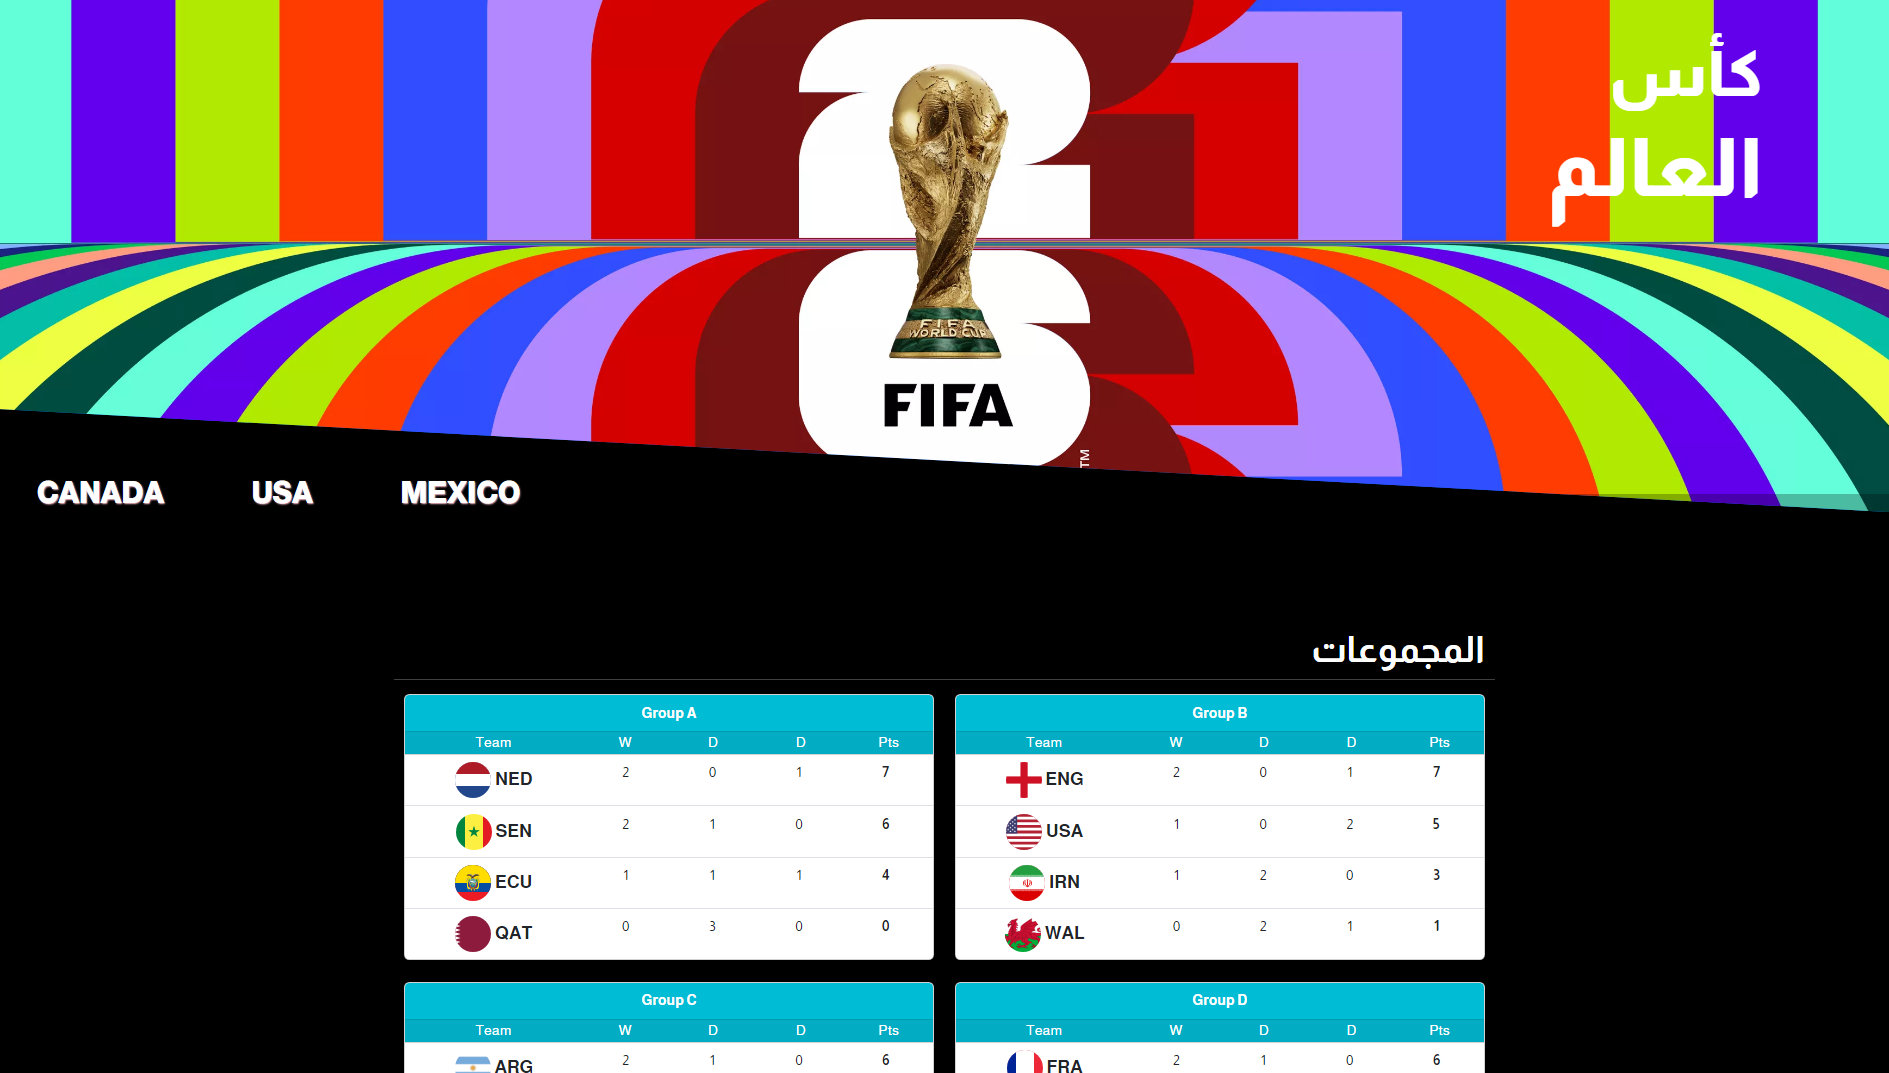 كأس
العالم
FIFA
WORLD CUP
FIFA
TM
CANADA USA MEXICO
المجموعات
Group A
Team W D D Pts
NED 2 0 1 7
SEN 2 1 0 6
ECU 1 1 1 4
QAT 0 3 0 0
Group B
Team W D D Pts
ENG 2 0 1 7
USA 1 0 2 5
IRN 1 2 0 3
WAL 0 2 1 1
Group C
Team W D D Pts
ARG 2 1 0 6
Group D
Team W D D Pts
FRA 2 1 0 6